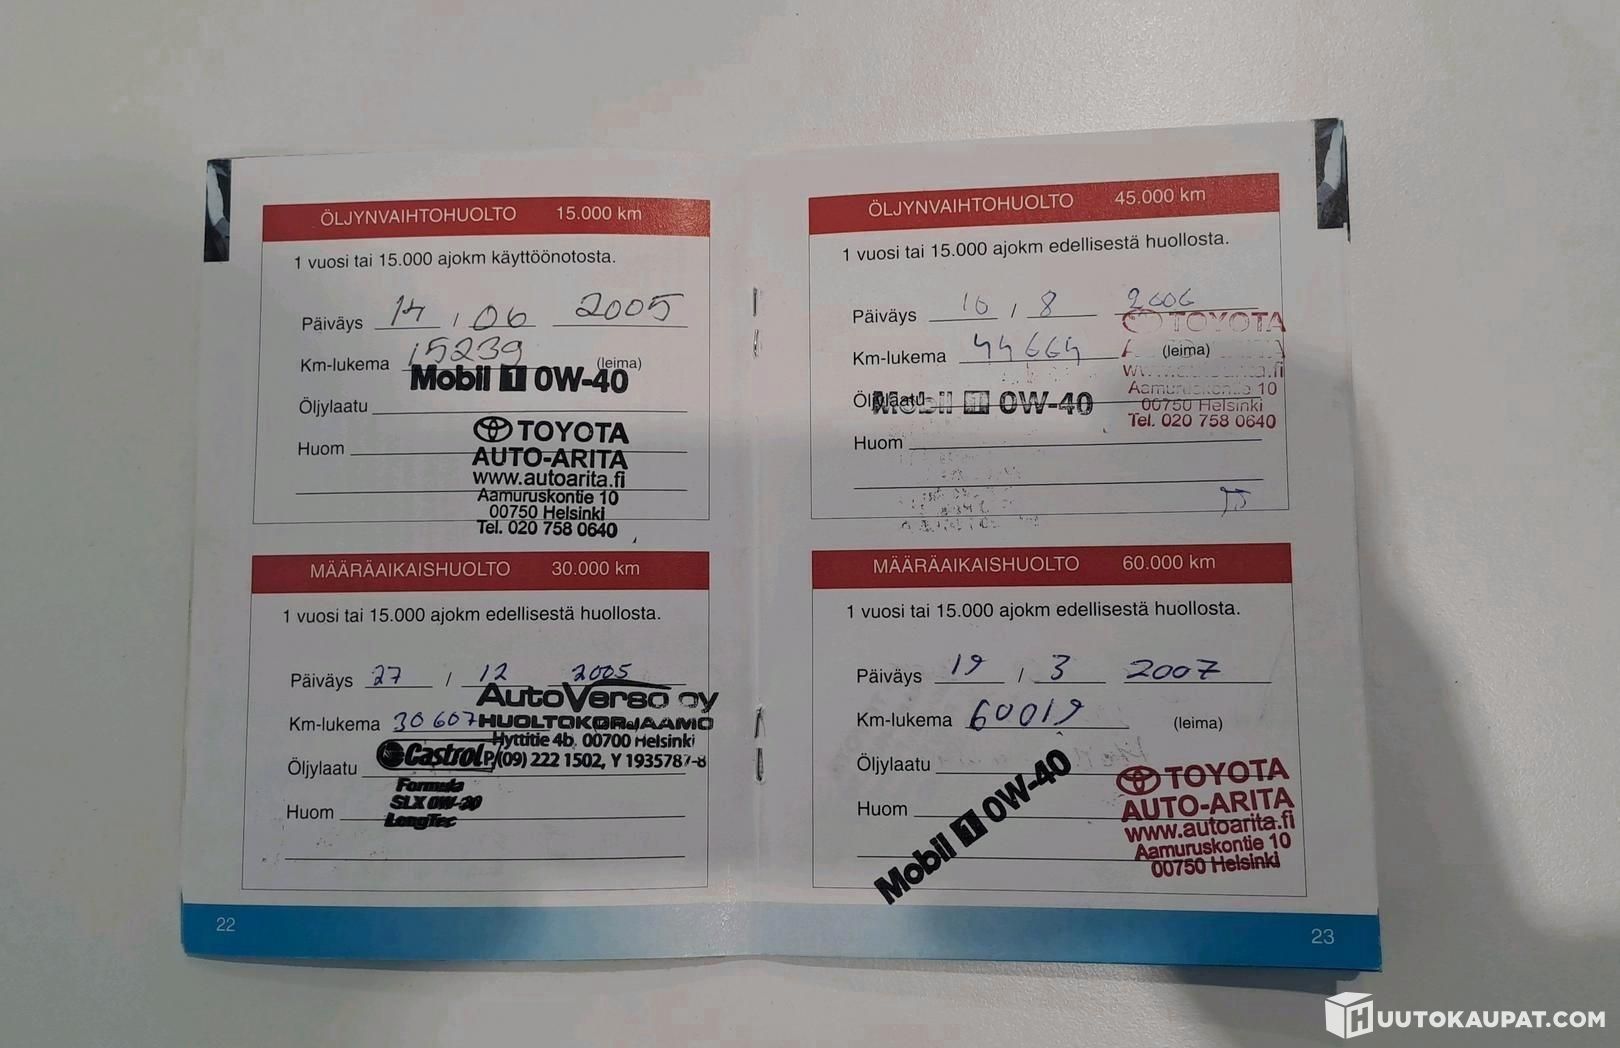 ÖLJYNVAIHTOHUOLTO 15.000 km
1 vuosi tai 15.000 ajokm käyttöönotosta.
Päiväys 14 / 06 2005
Km-lukema 15239 (leima)
Mobil 1 0W-40
Öljylaatu
Huom
TOYOTA
AUTO-ARITA
www.autoarita.fi
Aamuruskontie 10
00750 Helsinki
Tel. 020 758 0640
MÄÄRÄAIKAISHUOLTO 30.000 km
1 vuosi tai 15.000 ajokm edellisestä huollosta.
Päiväys 27 / 12 2005
AutoVerso oy
Km-lukema 30607
HUOLTOKORJAAMO
Hyttitie 4b, 00700 Helsinki
P.(09) 222 1502, Y 1935787-8
Castrol
Öljylaatu
Formula
SLX 0W-30
LongTec
Huom
22
ÖLJYNVAIHTOHUOLTO 45.000 km
1 vuosi tai 15.000 ajokm edellisestä huollosta.
Päiväys 10 / 8 2006
TOYOTA
Km-lukema 44664 (leima)
Öljylaatu
Mobil 1 0W-40
Aamuruskontie 10
00750 Helsinki
Tel. 020 758 0640
Huom
MÄÄRÄAIKAISHUOLTO 60.000 km
1 vuosi tai 15.000 ajokm edellisestä huollosta.
Päiväys 19 / 3 2007
Km-lukema 60019 (leima)
Öljylaatu
Huom
Mobil 1 0W-40
TOYOTA
AUTO-ARITA
www.autoarita.fi
Aamuruskontie 10
00750 Helsinki
23
HUUTOKAUPAT.COM